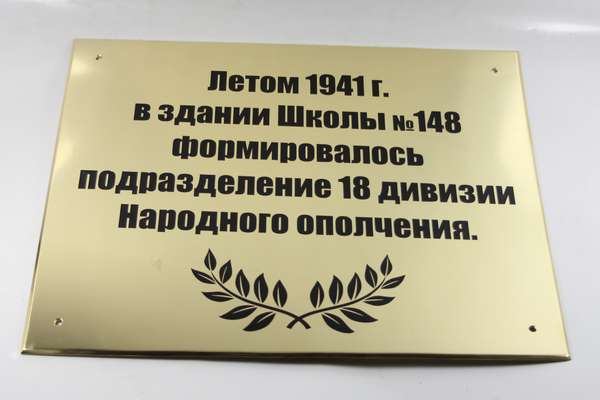 Летом 1941 г.
в здании Школы №148
формировалось
подразделение 18 дивизии
Народного ополчения.